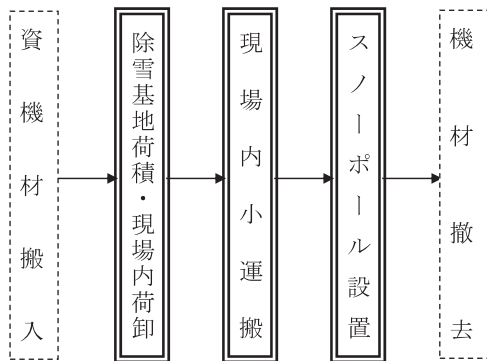 資機材搬入
除雪基地荷積・現場内荷卸
現場内小運搬
スノーポール設置
機材撤去